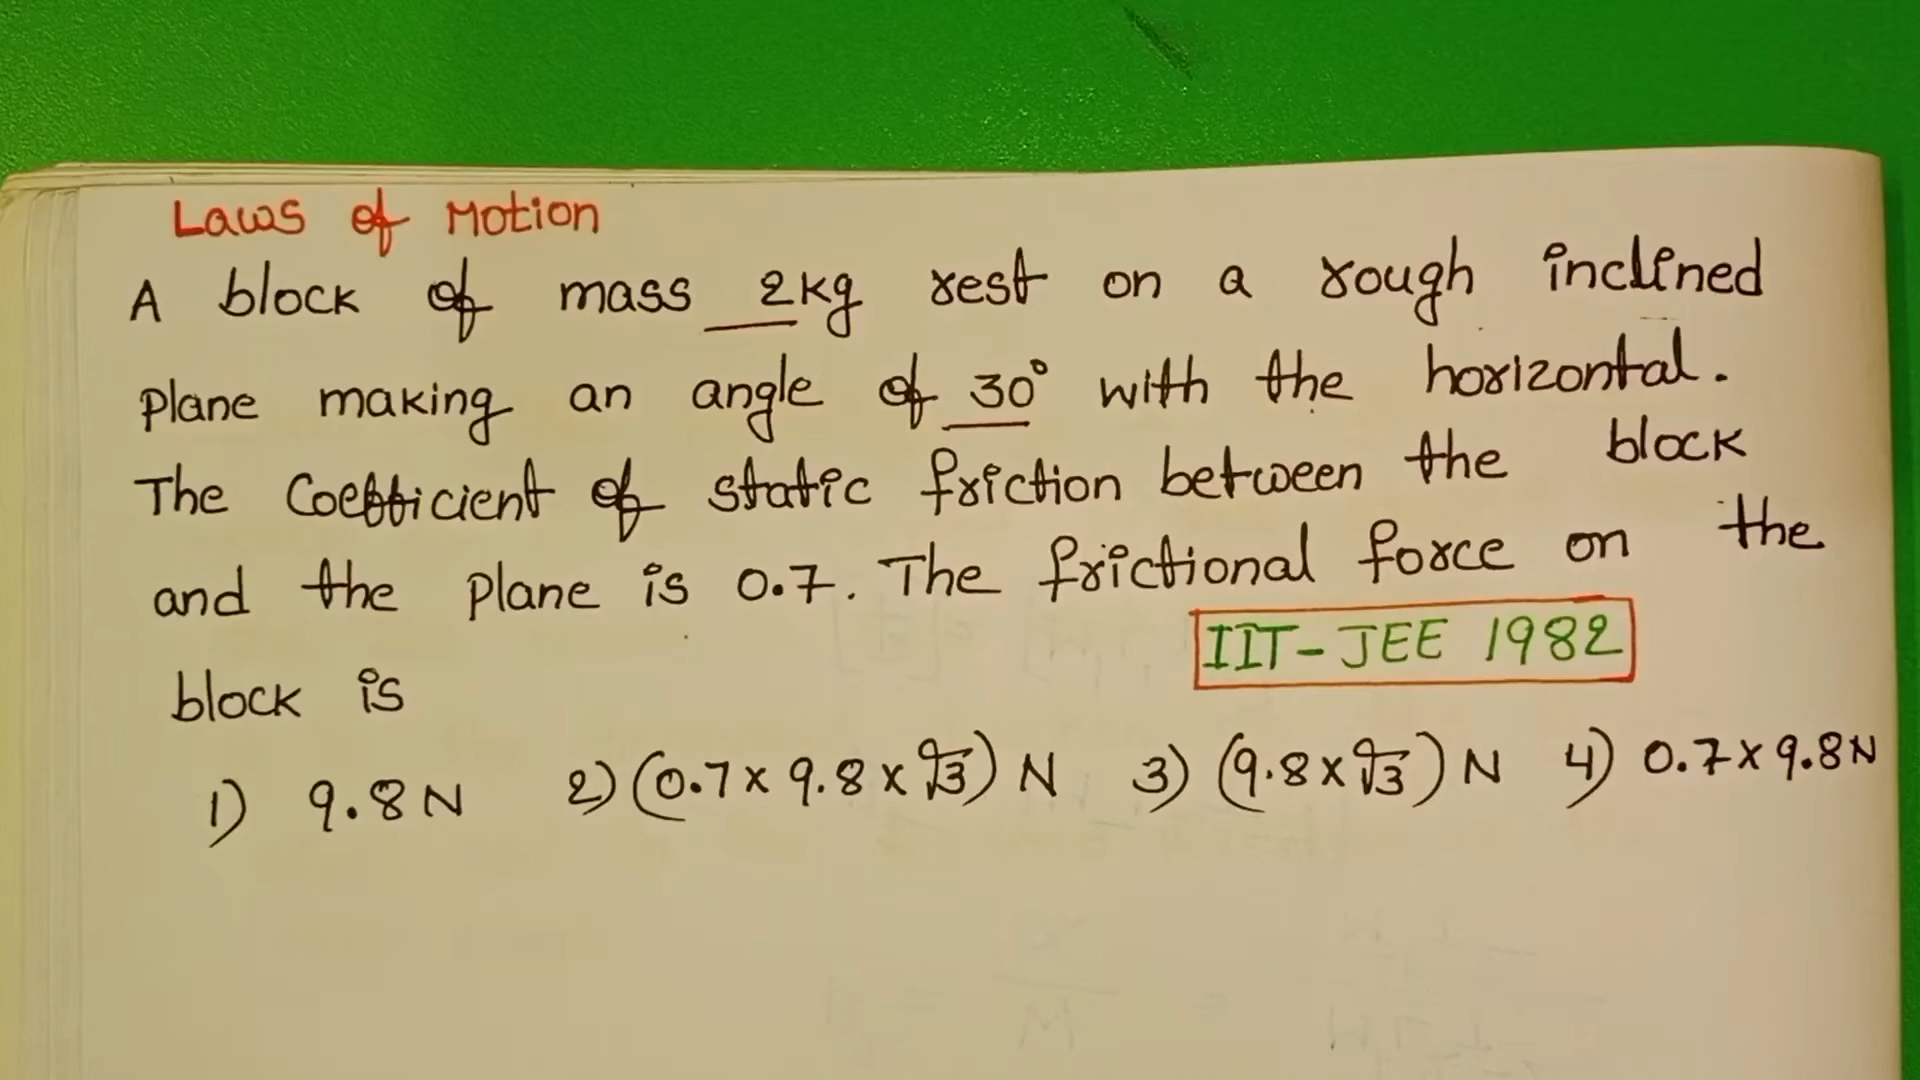 Laws of Motion
A block of mass 2kg rest on a rough inclined
plane making an angle of 30° with the horizontal.
The Coefficient of static friction between the block
and the plane is 0.7. The frictional force on the
block is
IIT-JEE 1982
1) 9.8N 2) (0.7 x 9.8 x √3) N 3) (9.8 x √3) N 4) 0.7 x 9.8N